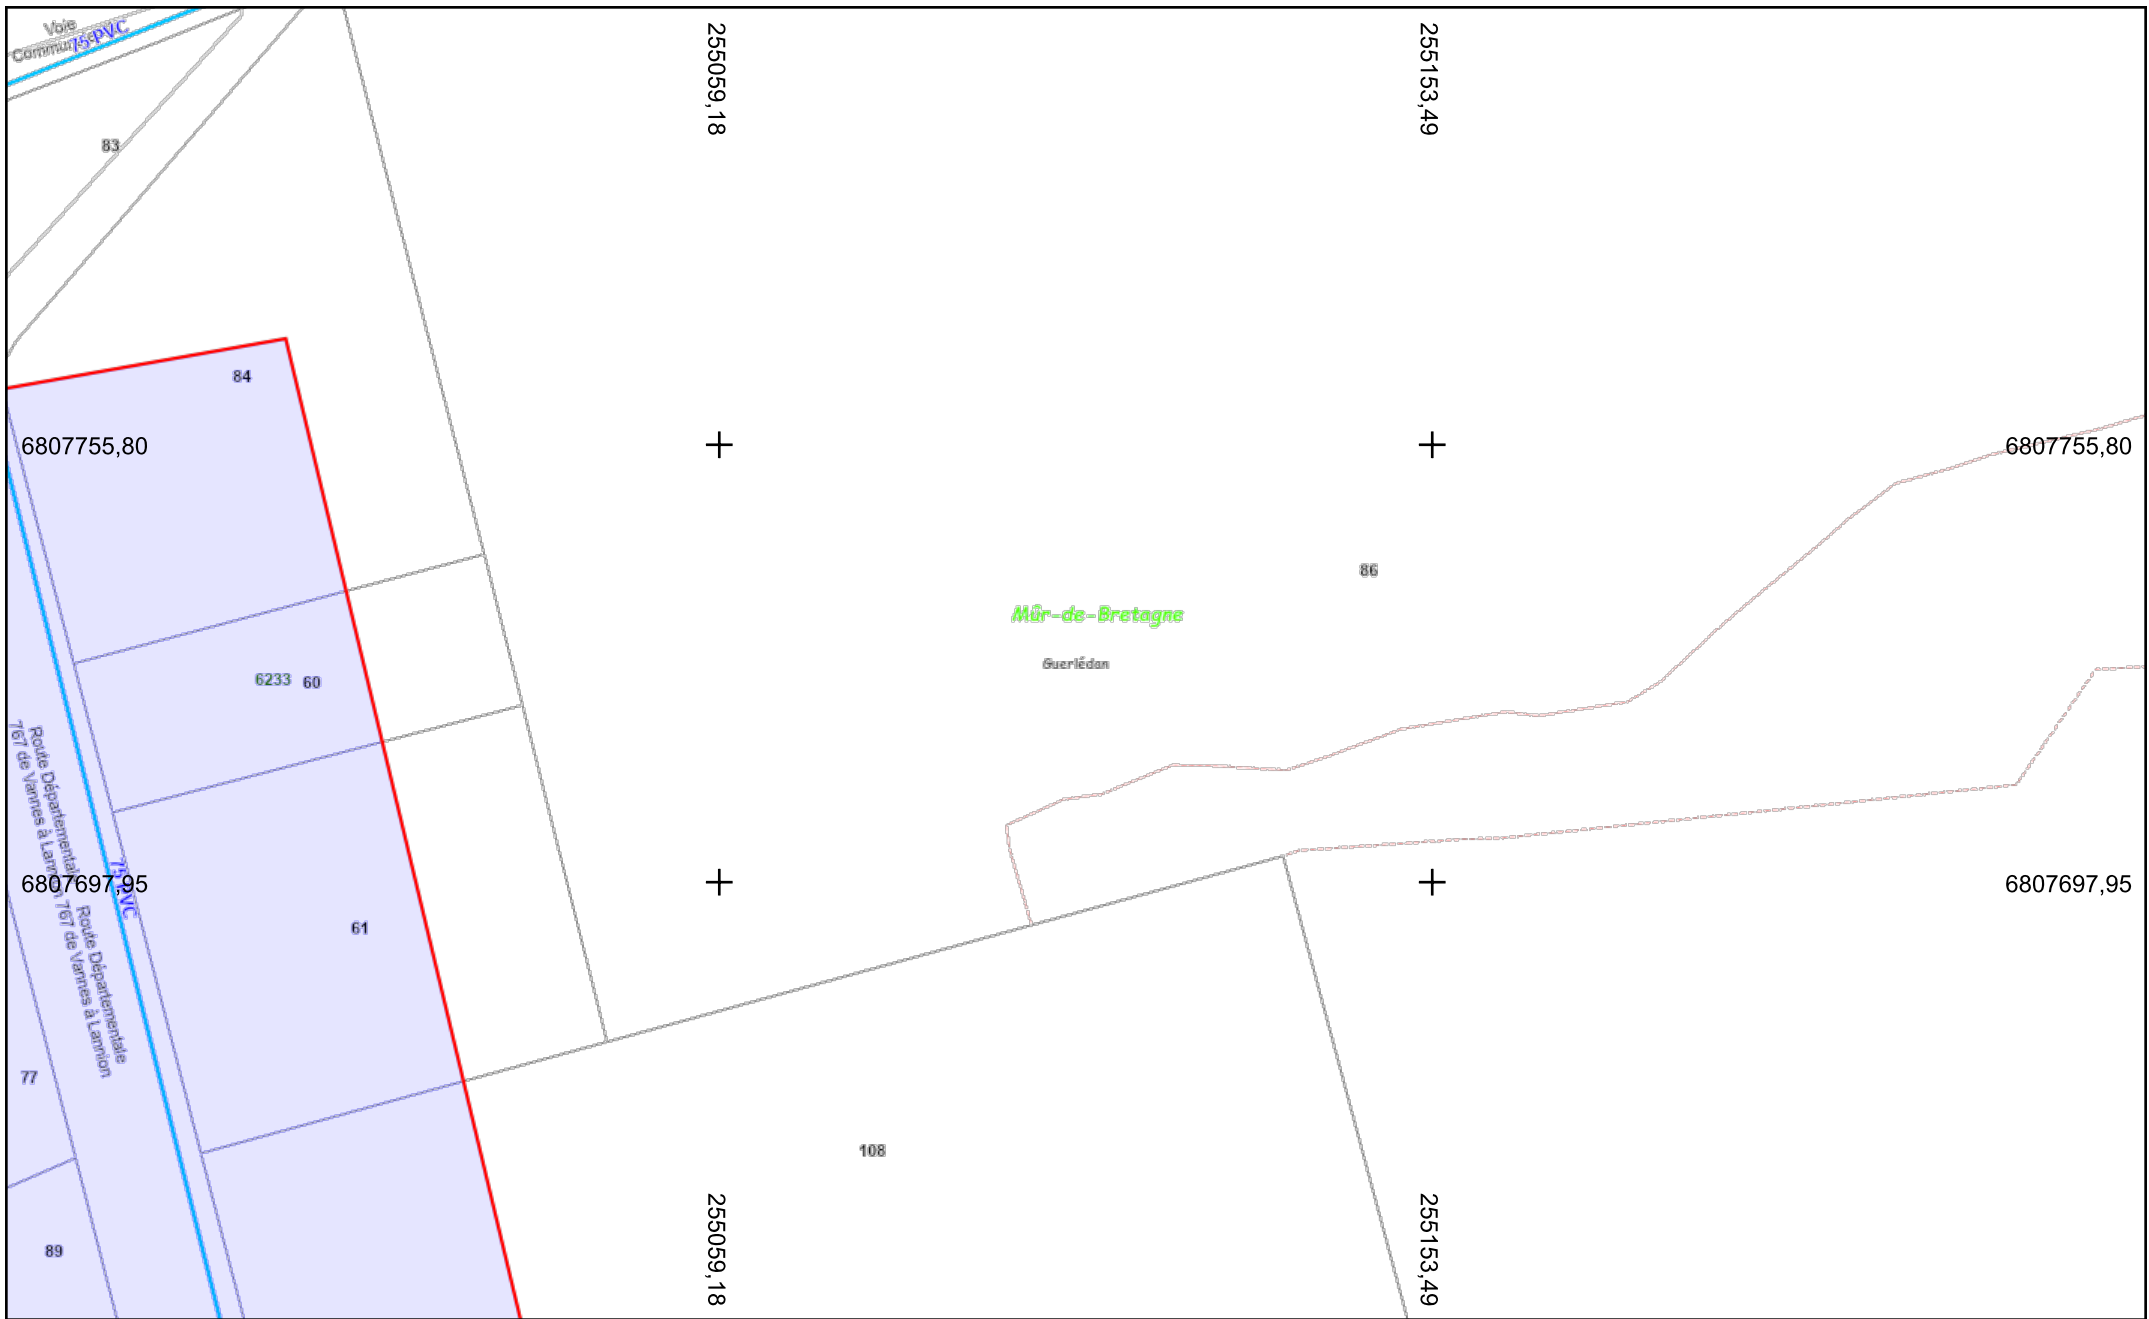 Voie
75 PVC
255059,18
255153,49
83
84
6807755,80
6807755,80
86
Mûr-de-Bretagne
Guerlédan
6233
60
Route Départementale
767 de Vannes à Lannion
75 PVC
6807697,95
6807697,95
61
Route Départementale
767 de Vannes à Lannion
77
108
255059,18
255153,49
89